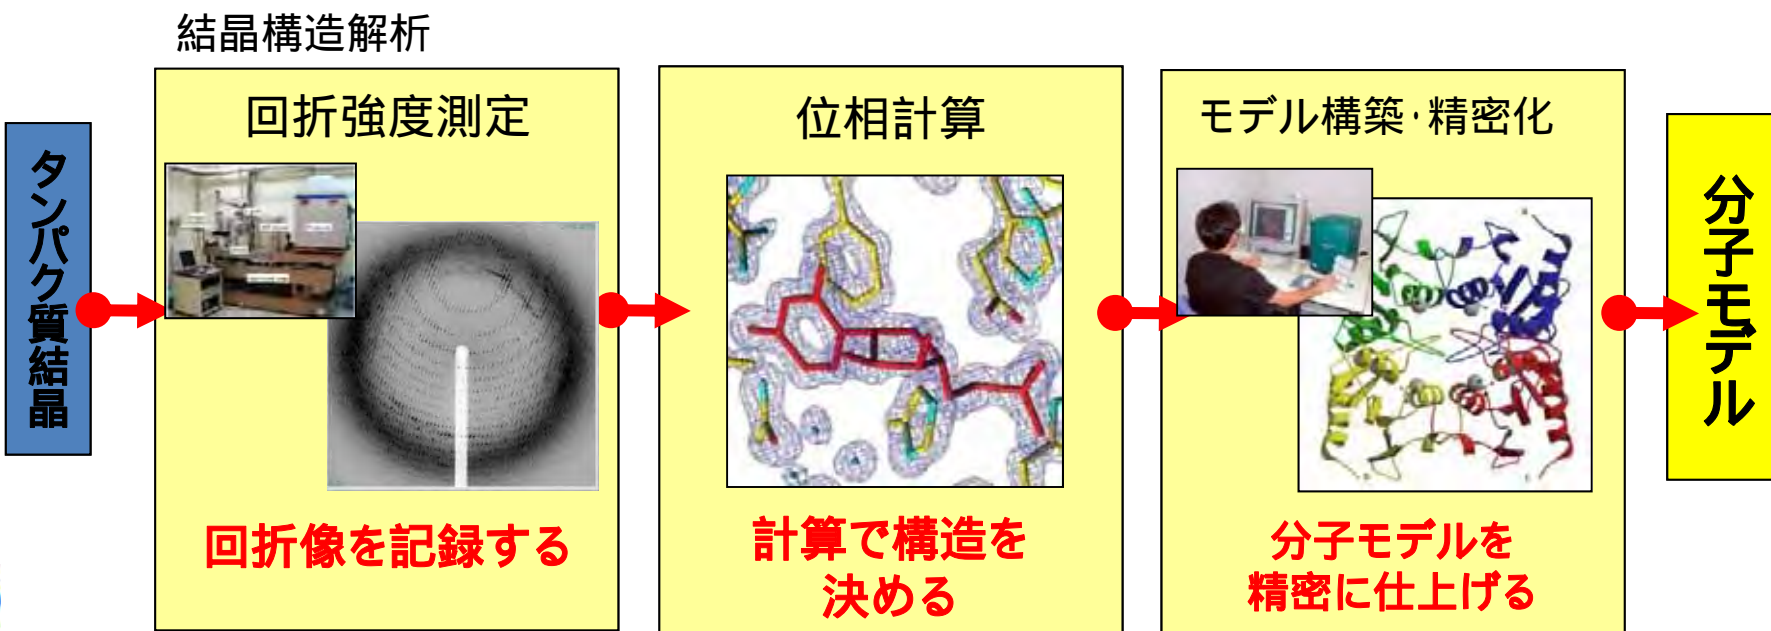 結晶構造解析
タンパク質結晶
回折強度測定
回折像を記録する
位相計算
計算で構造を
決める
モデル構築・精密化
分子モデルを
精密に仕上げる
分子モデル